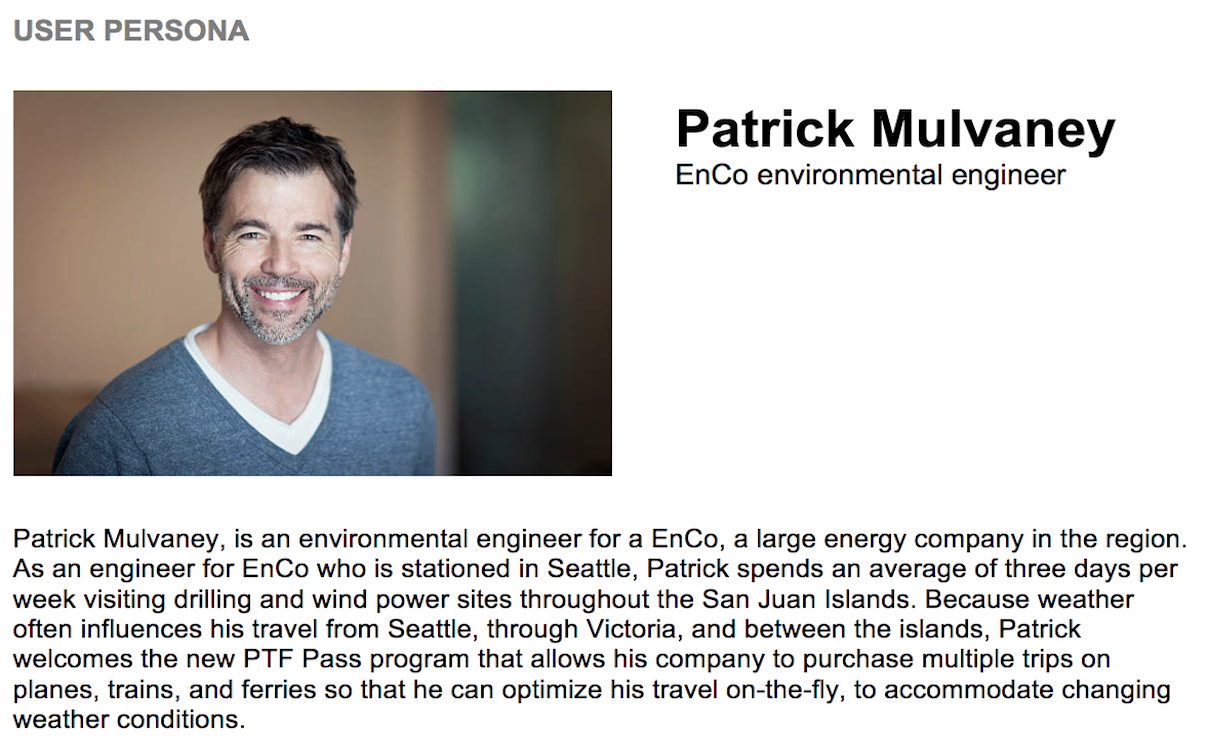 USER PERSONA
Patrick Mulvaney
EnCo environmental engineer
Patrick Mulvaney, is an environmental engineer for a EnCo, a large energy company in the region.
As an engineer for EnCo who is stationed in Seattle, Patrick spends an average of three days per
week visiting drilling and wind power sites throughout the San Juan Islands. Because weather
often influences his travel from Seattle, through Victoria, and between the islands, Patrick
welcomes the new PTF Pass program that allows his company to purchase multiple trips on
planes, trains, and ferries so that he can optimize his travel on-the-fly, to accommodate changing
weather conditions.